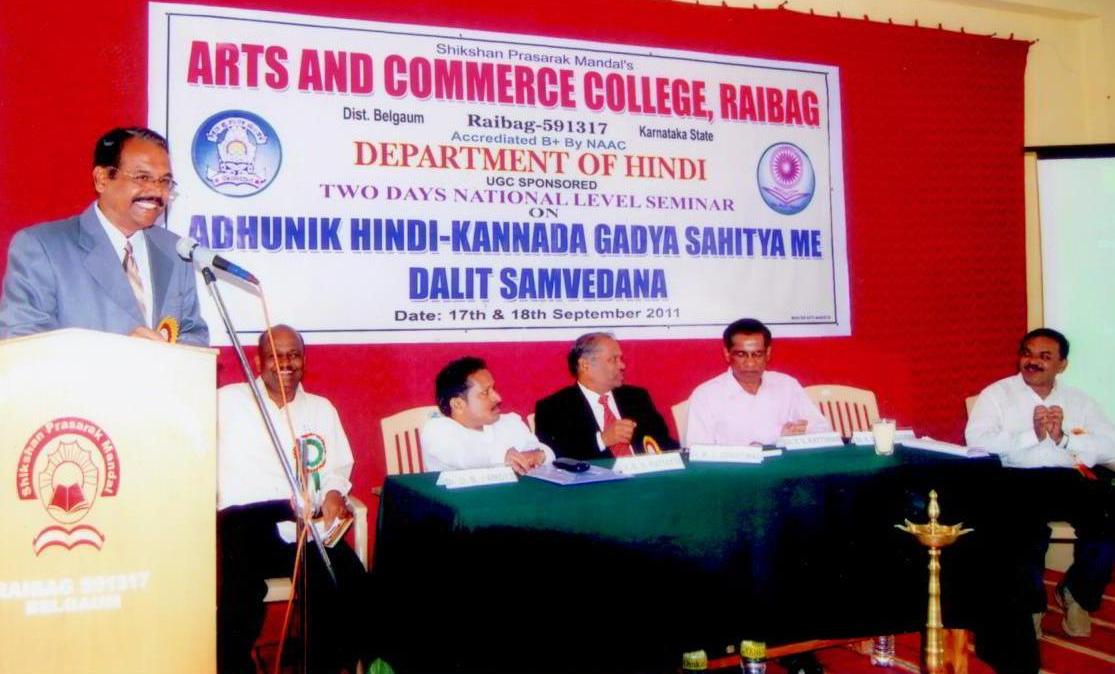 Shikshan Prasarak Mandal's
ARTS AND COMMERCE COLLEGE, RAIBAG
Dist. Belgaum
Raibag-591317
Karnataka State
Accrediated B+ By NAAC
DEPARTMENT OF HINDI
UGC SPONSORED
TWO DAYS NATIONAL LEVEL SEMINAR
ON
ADHUNIK HINDI-KANNADA GADYA SAHITYA ME
DALIT SAMVEDANA
Date: 17th & 18th September 2011
Shikshan Prasarak Mandal
RAIBAG 591317
BELGAUM